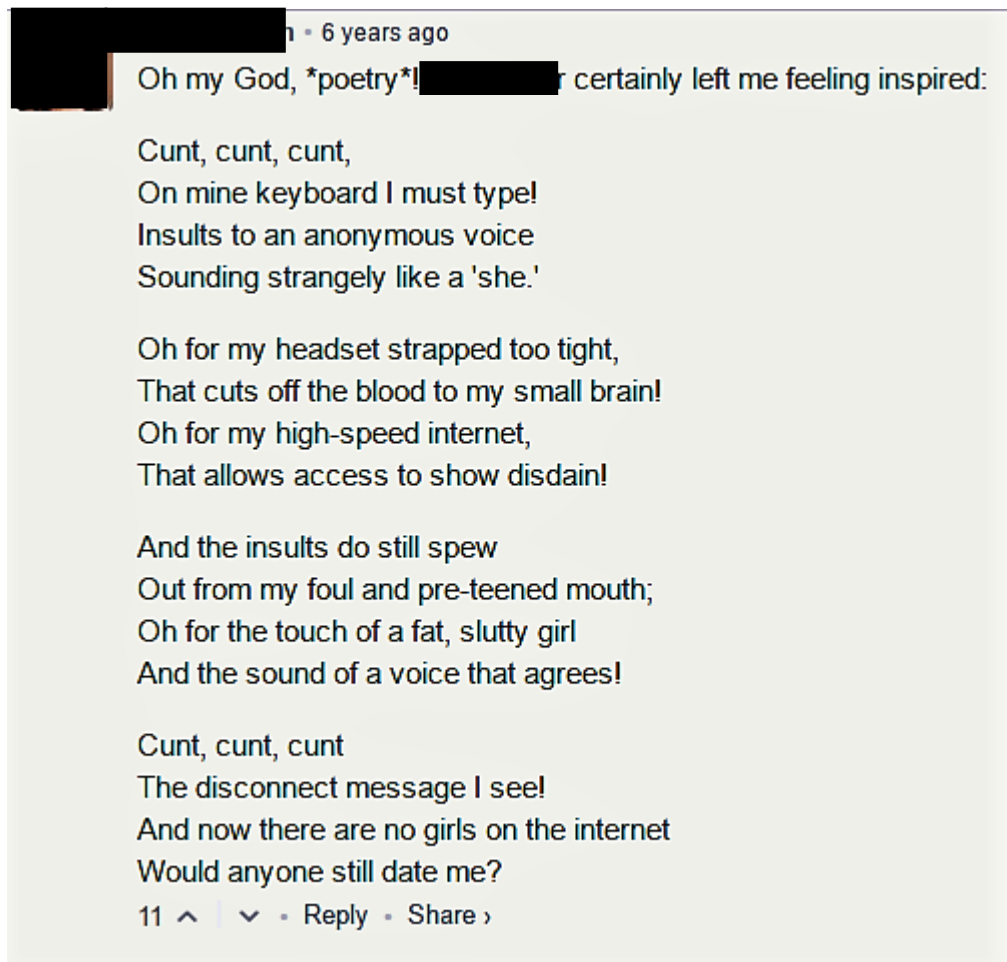 • 6 years ago
Oh my God, *poetry*! certainly left me feeling inspired:
Cunt, cunt, cunt,
On mine keyboard I must type!
Insults to an anonymous voice
Sounding strangely like a 'she.'
Oh for my headset strapped too tight,
That cuts off the blood to my small brain!
Oh for my high-speed internet,
That allows access to show disdain!
And the insults do still spew
Out from my foul and pre-teened mouth;
Oh for the touch of a fat, slutty girl
And the sound of a voice that agrees!
Cunt, cunt, cunt
The disconnect message I see!
And now there are no girls on the internet
Would anyone still date me?
11 • Reply • Share ›